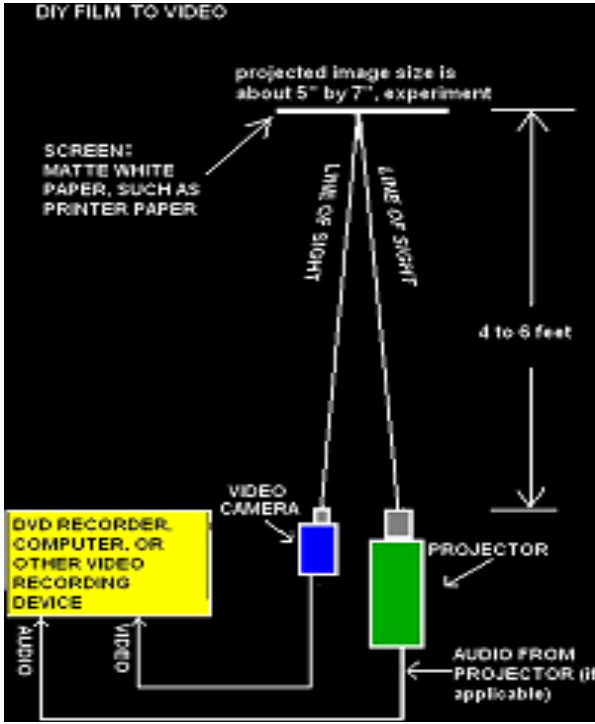 DIY FILM TO VIDEO
projected image size is
about 5" by 7", experiment
SCREEN:
MATTE WHITE
PAPER, SUCH AS
PRINTER PAPER
LINE OF SIGHT
LINE OF SIGHT
4 to 6 feet
VIDEO
CAMERA
DVD RECORDER,
COMPUTER, OR
OTHER VIDEO
RECORDING
DEVICE
PROJECTOR
AUDIO
VIDEO
AUDIO FROM
PROJECTOR (if
applicable)